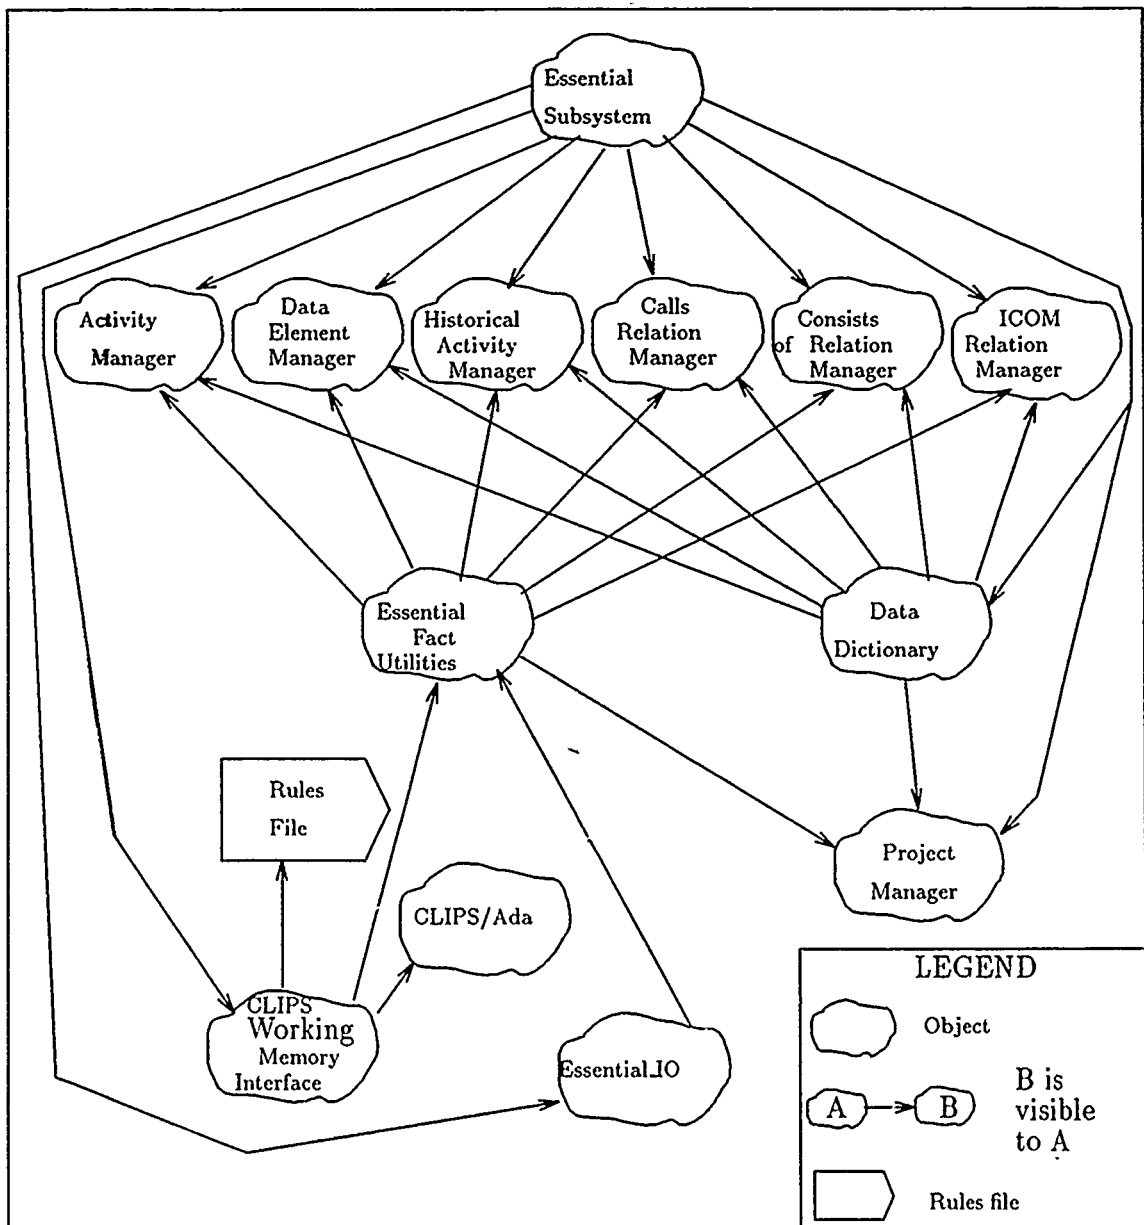 Essential
Subsystem
Activity
Manager
Data
Element
Manager
Historical
Activity
Manager
Calls
Relation
Manager
Consists
of Relation
Manager
ICOM
Relation
Manager
Essential
Fact
Utilities
Data
Dictionary
Rules
File
CLIPS/Ada
Project
Manager
CLIPS
Working
Memory
Interface
Essential_IO
LEGEND
Object
A
B
B is
visible
to A
Rules file